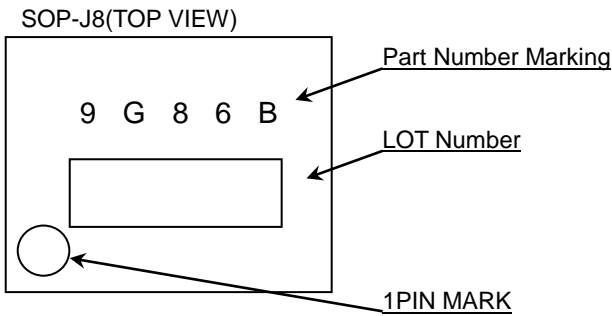 SOP-J8(TOP VIEW)
Part Number Marking
9 G 8 6 B
LOT Number
1PIN MARK